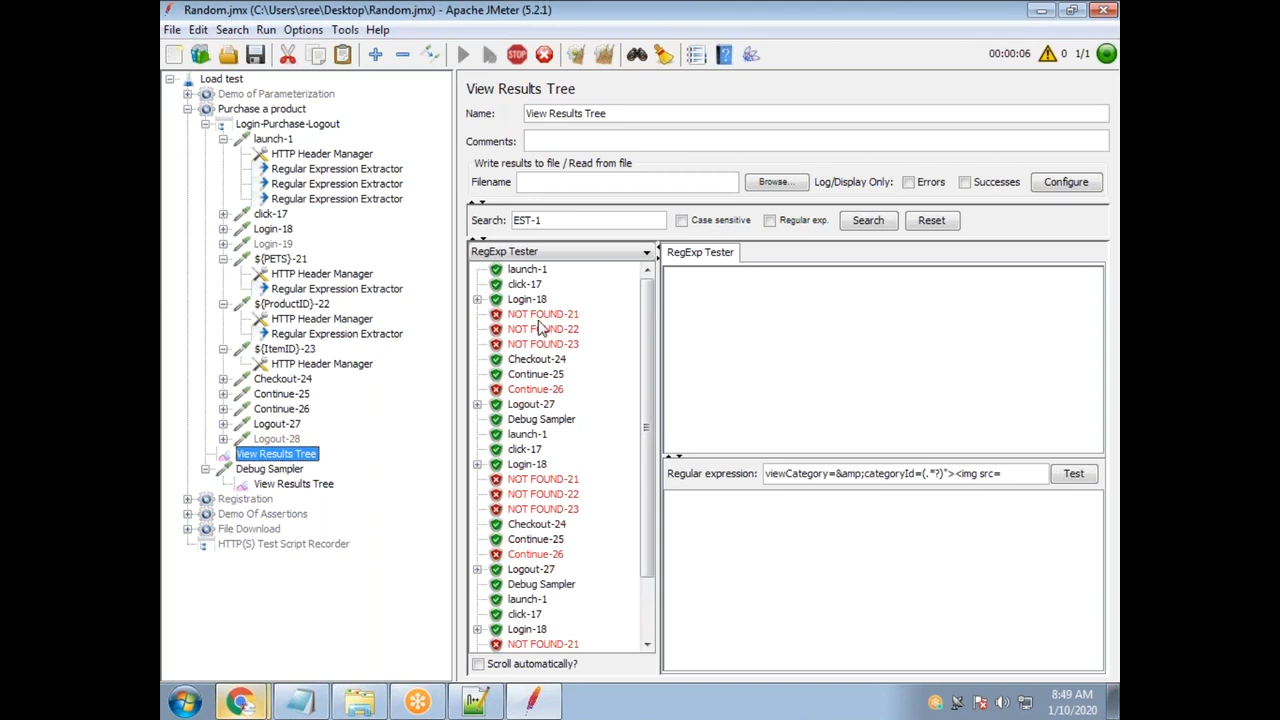 Random.jmx (C:\Users\sree\Desktop\Random.jmx) - Apache JMeter (5.2.1)
File Edit Search Run Options Tools Help
STOP
00:00:06 0 1/1
Load test
Demo of Parameterization
Purchase a product
Login-Purchase-Logout
launch-1
HTTP Header Manager
Regular Expression Extractor
Regular Expression Extractor
Regular Expression Extractor
click-17
Login-18
Login-19
${PETS}-21
HTTP Header Manager
Regular Expression Extractor
${ProductID}-22
HTTP Header Manager
Regular Expression Extractor
${ItemID}-23
HTTP Header Manager
Checkout-24
Continue-25
Continue-26
Logout-27
Logout-28
View Results Tree
Debug Sampler
View Results Tree
Registration
Demo Of Assertions
File Download
HTTP(S) Test Script Recorder
View Results Tree
Name: View Results Tree
Comments:
Write results to file / Read from file
Filename Browse... Log/Display Only: Errors Successes Configure
Search: EST-1 Case sensitive Regular exp. Search Reset
RegExp Tester
launch-1
click-17
Login-18
NOT FOUND-21
NOT FOUND-22
NOT FOUND-23
Checkout-24
Continue-25
Continue-26
Logout-27
Debug Sampler
launch-1
click-17
Login-18
NOT FOUND-21
NOT FOUND-22
NOT FOUND-23
Checkout-24
Continue-25
Continue-26
Logout-27
Debug Sampler
launch-1
click-17
Login-18
NOT FOUND-21
Scroll automatically?
RegExp Tester
Regular expression: viewCategory=&amp;categoryId=(.*?)"><img src= Test
8:49 AM
1/10/2020